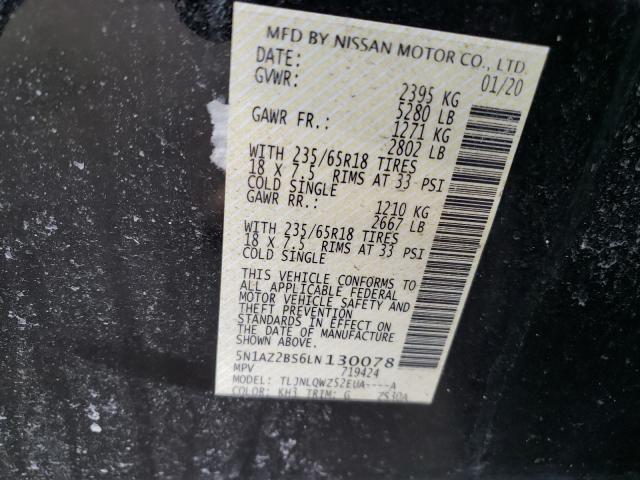 MFD BY NISSAN MOTOR CO., LTD.
DATE: 01/20
GVWR: 2395 KG
5280 LB
GAWR FR.: 1271 KG
2802 LB
WITH 235/65R18 TIRES
18 X 7.5 RIMS AT 33 PSI
COLD SINGLE
GAWR RR.: 1210 KG
2667 LB
WITH 235/65R18 TIRES
18 X 7.5 RIMS AT 33 PSI
COLD SINGLE
THIS VEHICLE CONFORMS TO
ALL APPLICABLE FEDERAL
MOTOR VEHICLE SAFETY AND
THEFT PREVENTION
STANDARDS IN EFFECT ON
THE DATE OF MANUFACTURE
SHOWN ABOVE.
5N1AZ2BS6LN130078
MPV 719424
MODEL: TLJNLQWZ52EUA----A
COLOR: KH3 TRIM: G ZS30A